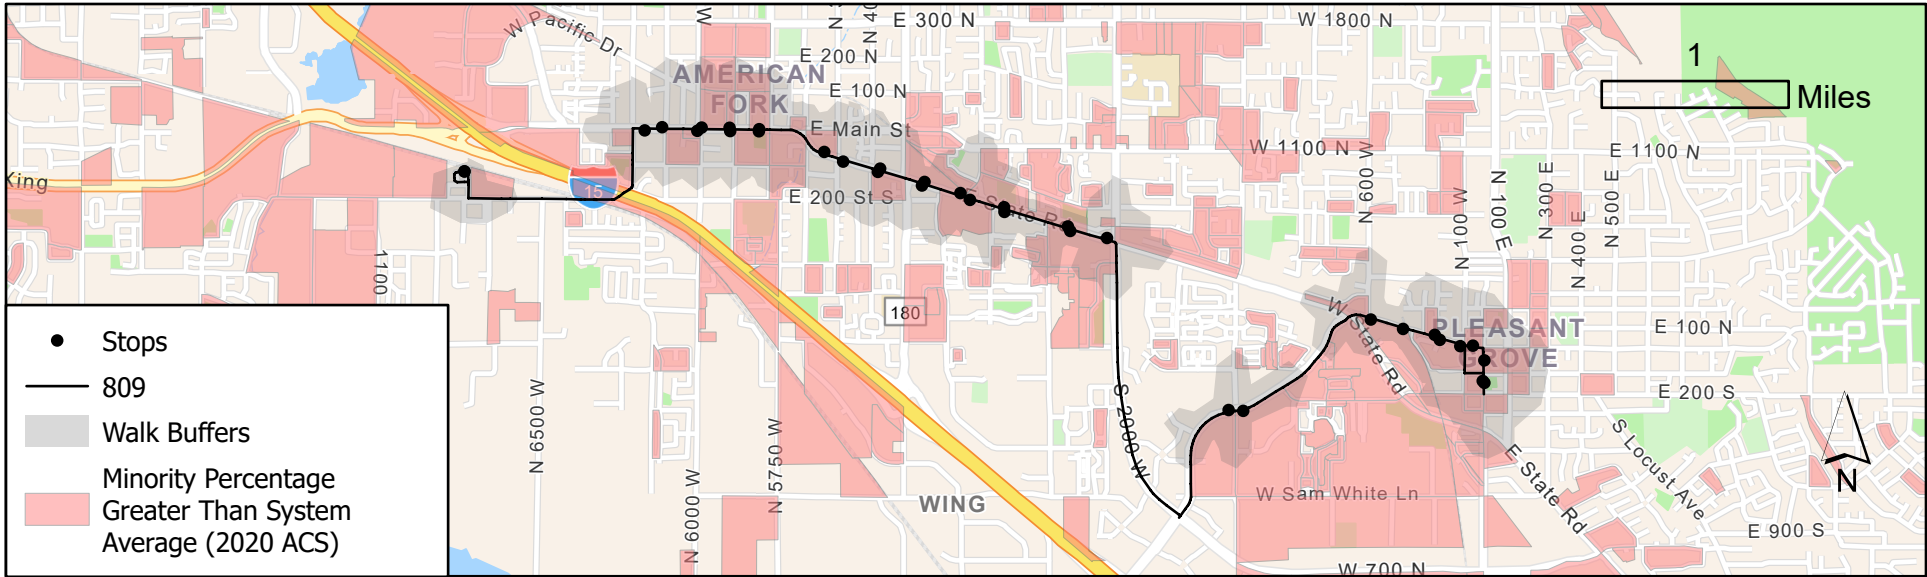 W Pacific Dr
E 300 N
W 1800 N
E 200 N
AMERICAN
FORK
E 100 N
1
Miles
E Main St
W 1100 N
E 1100 N
King
15
E 200 St S
N 600 W
N 100 W
N 100 E
N 300 E
N 400 E
N 500 E
1100
180
W State Rd
PLEASANT
GROVE
E 100 N
E 200 S
S 2000 W
N 6500 W
N 6000 W
N 5750 W
WING
W Sam White Ln
E State Rd
S Locust Ave
E 900 S
W 700 N
N
Stops
809
Walk Buffers
Minority Percentage
Greater Than System
Average (2020 ACS)